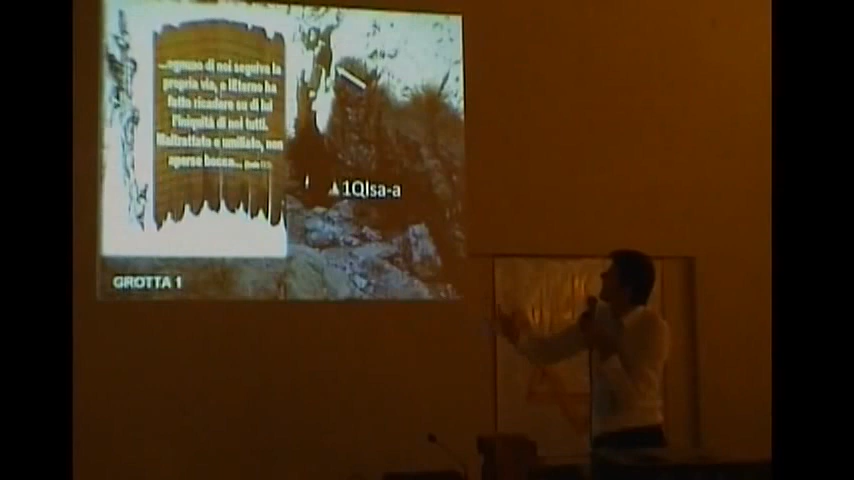 ...ognuno di noi seguiva la
propria via, e l'Eterno ha
fatto ricadere su di lui
l'iniquità di noi tutti.
Maltrattato e umiliato, non
aperse bocca...
1QIsa-a
GROTTA 1